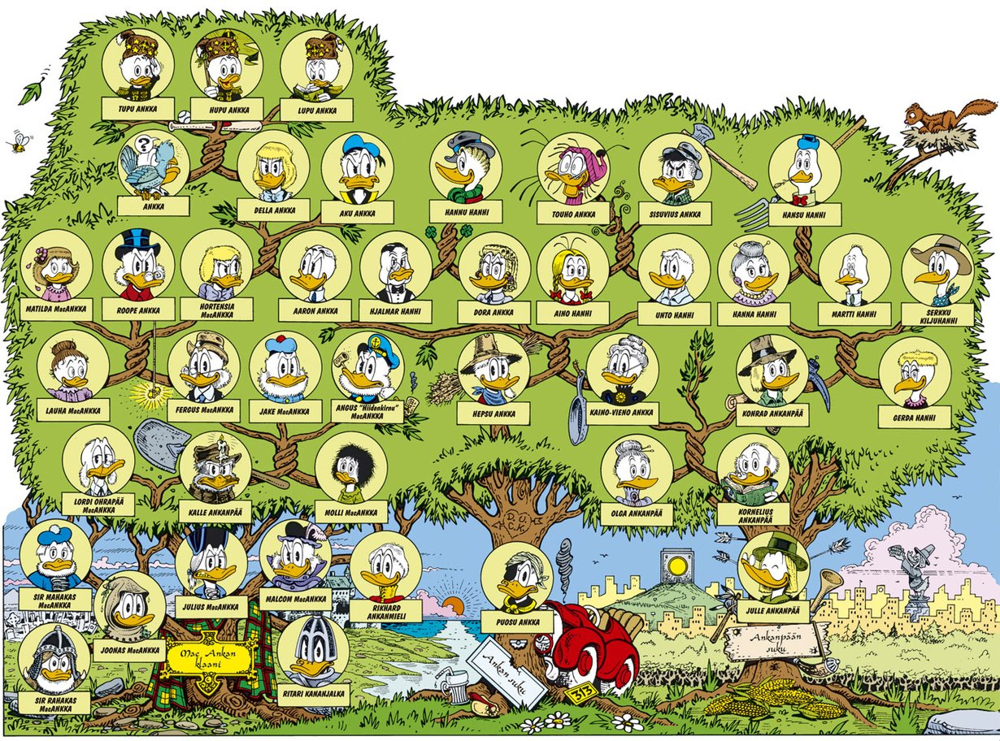 TUPU ANKKA
HUPU ANKKA
LUPU ANKKA
?
ANKKA
DELLA ANKKA
AKU ANKKA
HANNU HANHI
TOUHO ANKKA
SISUVIUS ANKKA
HANSU HANHI
MATILDA MacANKKA
ROOPE ANKKA
HORTENSIA
MacANKKA
AARON ANKKA
HJALMAR HANHI
DORA ANKKA
AINO HANHI
UNTO HANHI
HANNA HANHI
MARTTI HANHI
SERKKU
KILJUHANHI
LAUHA MacANKKA
FERGUS MacANKKA
JAKE MacANKKA
ANGUS "Hiidenkirnu"
MacANKKA
HEPSU ANKKA
KAINO-VIENO ANKKA
KONRAD ANKANPÄÄ
GERDA HANHI
LORDI OHRAPÄÄ
MacANKKA
KALLE ANKANPÄÄ
MOLLI MacANKKA
OLGA ANKANPÄÄ
KORNELIUS
ANKANPÄÄ
D.U.
C.K.
SIR MAHAKAS
MacANKKA
JOONAS MacANKKA
JULIUS MacANKKA
MALCOM MacANKKA
RIKHARD
ANKANMIELI
PUOSU ANKKA
JULLE ANKANPÄÄ
SIR RAHAKAS
MacANKKA
Mac Ankan
klaani
RITARI KANANJALKA
Ankan suku
313
Ankanpään
suku